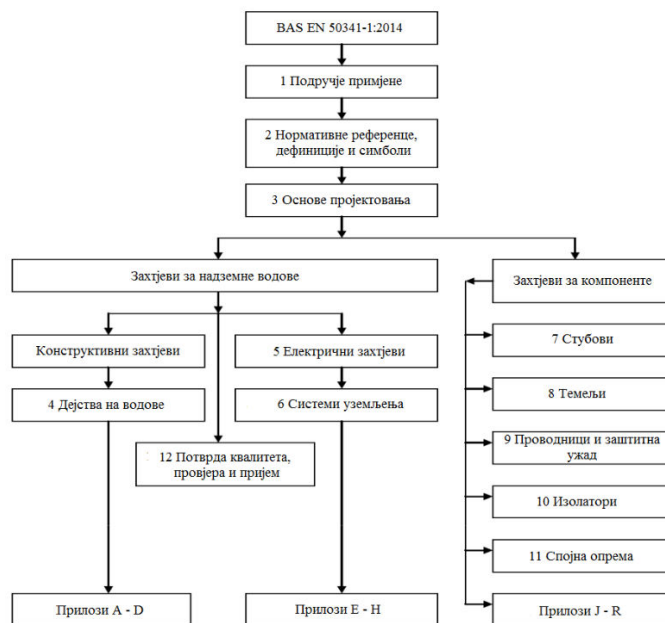 BAS EN 50341-1:2014
1 Подручје примјене
2 Нормативне референце,
дефиниције и симболи
3 Основе пројектовања
Захтјеви за надземне водове
Захтјеви за компоненте
Конструктивни захтјеви
5 Електрични захтјеви
7 Стубови
4 Дејства на водове
6 Системи уземљења
8 Темељи
12 Потврда квалитета,
провјера и пријем
9 Проводници и заштитна
ужад
10 Изолатори
11 Спојна опрема
Прилози А - D
Прилози Е - Н
Прилози Ј - R